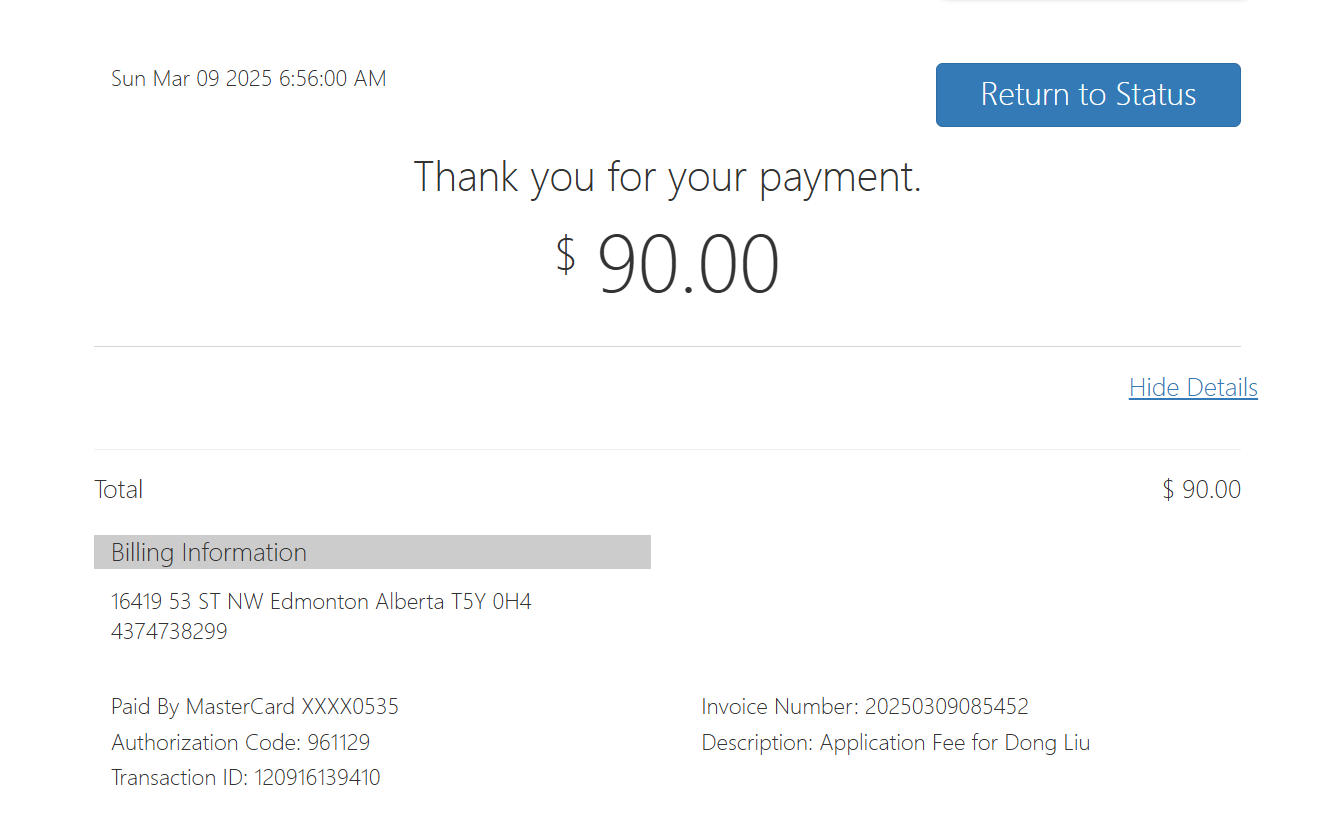 Sun Mar 09 2025 6:56:00 AM
Return to Status
Thank you for your payment.
$ 90.00
Hide Details
Total $ 90.00
Billing Information
16419 53 ST NW Edmonton Alberta T5Y 0H4
4374738299
Paid By MasterCard XXXX0535
Invoice Number: 20250309085452
Authorization Code: 961129
Description: Application Fee for Dong Liu
Transaction ID: 120916139410